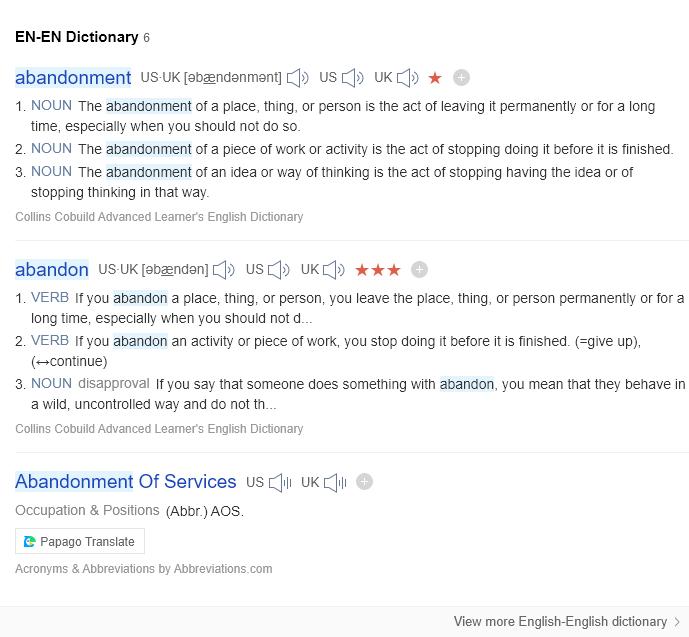 EN-EN Dictionary 6
abandonment US·UK [əbændənmənt] US UK ★
1. NOUN The abandonment of a place, thing, or person is the act of leaving it permanently or for a long
time, especially when you should not do so.
2. NOUN The abandonment of a piece of work or activity is the act of stopping doing it before it is finished.
3. NOUN The abandonment of an idea or way of thinking is the act of stopping having the idea or of
stopping thinking in that way.
Collins Cobuild Advanced Learner's English Dictionary
abandon US·UK [əbændən] US UK ★★★
1. VERB If you abandon a place, thing, or person, you leave the place, thing, or person permanently or for a
long time, especially when you should not d...
2. VERB If you abandon an activity or piece of work, you stop doing it before it is finished. (=give up),
(↔continue)
3. NOUN disapproval If you say that someone does something with abandon, you mean that they behave in
a wild, uncontrolled way and do not th...
Collins Cobuild Advanced Learner's English Dictionary
Abandonment Of Services US UK
Occupation & Positions (Abbr.) AOS.
Papago Translate
Acronyms & Abbreviations by Abbreviations.com
View more English-English dictionary >